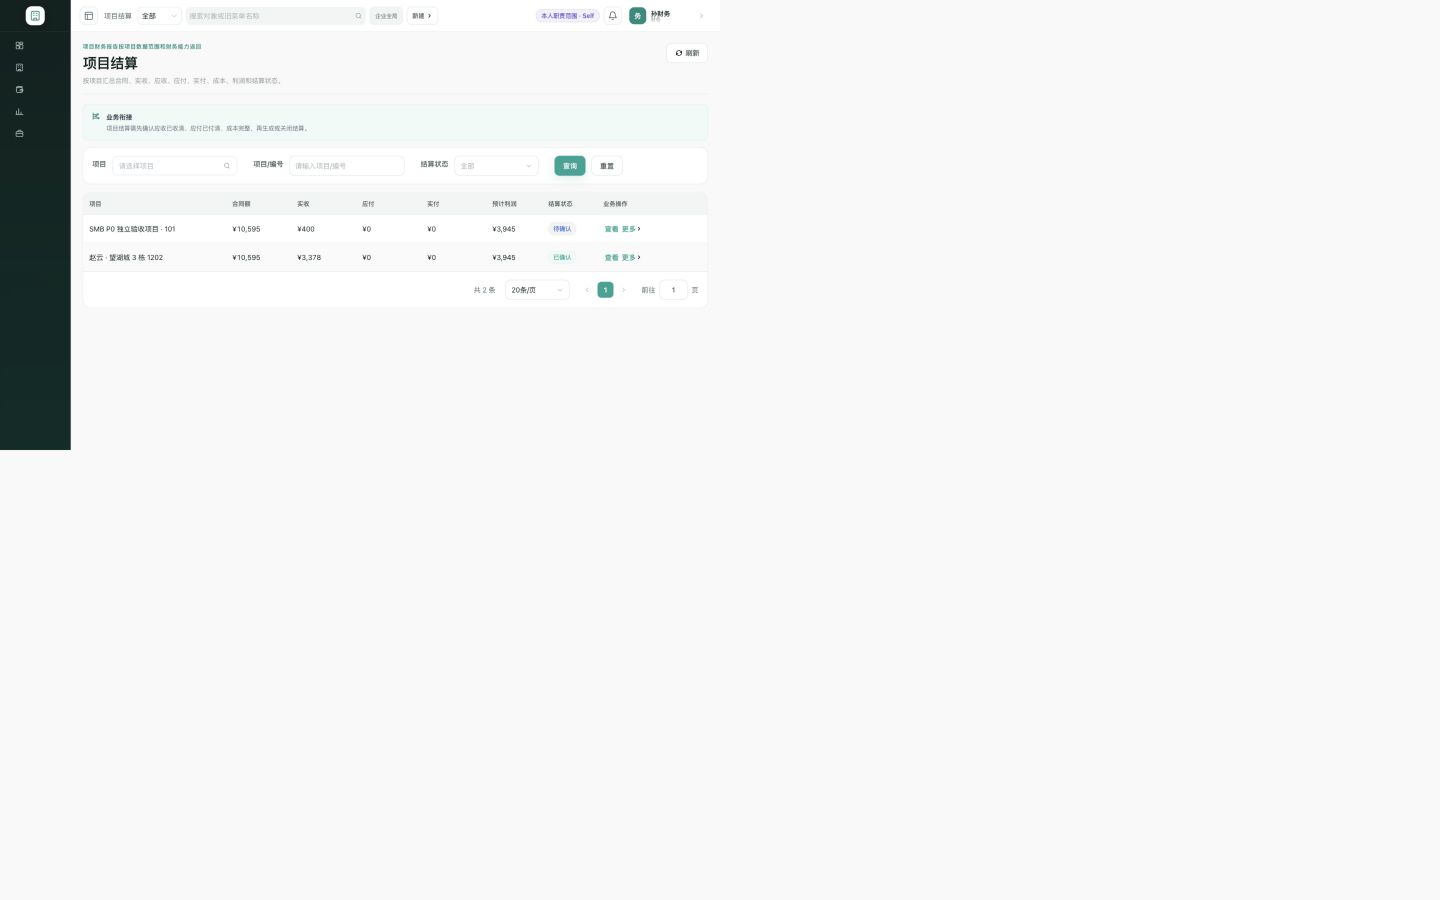 项目结算 全部 搜索对象或旧菜单名称 企业全局 新建 本人职责范围 · Self 务 孙财务
项目财务报告按项目数据范围和财务能力返回
项目结算
刷新
按项目汇总合同、实收、应收、应付、实付、成本、利润和结算状态。
业务衔接
项目结算需先确认应收已收清、应付已付清、成本完整，再生成或关闭结算。
项目 请选择项目 项目/编号 请输入项目/编号 结算状态 全部 查询 重置
项目 合同额 实收 应付 实付 预计利润 结算状态 业务操作
SMB P0 独立验收项目 · 101 ¥10,595 ¥400 ¥0 ¥0 ¥3,945 待确认 查看 更多
赵云 · 望湖城 3 栋 1202 ¥10,595 ¥3,378 ¥0 ¥0 ¥3,945 已确认 查看 更多
共 2 条 20条/页 1 前往 1 页